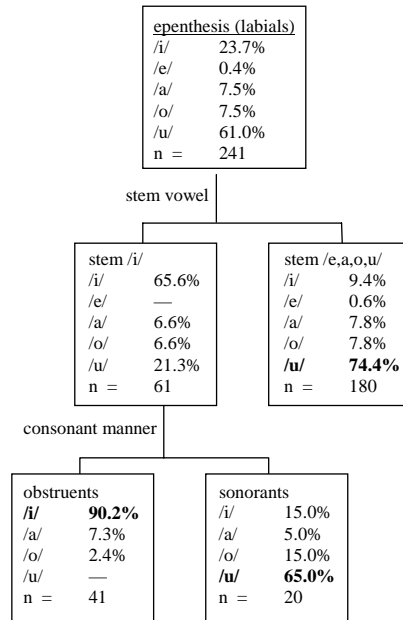 epenthesis (labials)
/i/ 23.7%
/e/ 0.4%
/a/ 7.5%
/o/ 7.5%
/u/ 61.0%
n = 241
stem vowel
stem /i/
/i/ 65.6%
/e/ —
/a/ 6.6%
/o/ 6.6%
/u/ 21.3%
n = 61
stem /e,a,o,u/
/i/ 9.4%
/e/ 0.6%
/a/ 7.8%
/o/ 7.8%
/u/ 74.4%
n = 180
consonant manner
obstruents
/i/ 90.2%
/a/ 7.3%
/o/ 2.4%
/u/ —
n = 41
sonorants
/i/ 15.0%
/a/ 5.0%
/o/ 15.0%
/u/ 65.0%
n = 20